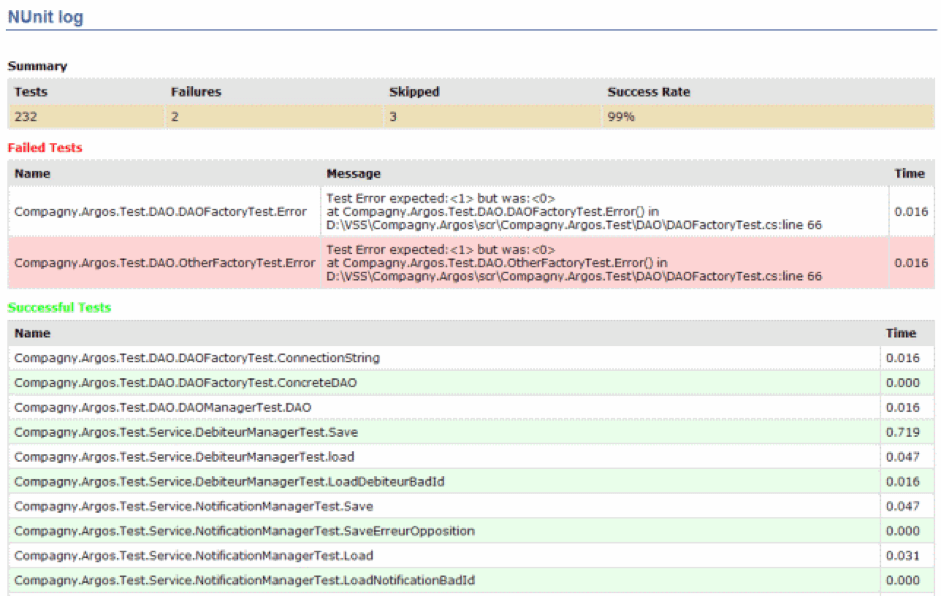 NUnit log
Summary
Tests Failures Skipped Success Rate
232 2 3 99%
Failed Tests
Name Message Time
Compagny.Argos.Test.DAO.DAOFactoryTest.Error Test Error expected:<1> but was:<0>
at Compagny.Argos.Test.DAO.DAOFactoryTest.Error() in
D:\VSS\Compagny.Argos\scr\Compagny.Argos.Test\DAO\DAOFactoryTest.cs:line 66 0.016
Compagny.Argos.Test.DAO.OtherFactoryTest.Error Test Error expected:<1> but was:<0>
at Compagny.Argos.Test.DAO.OtherFactoryTest.Error() in
D:\VSS\Compagny.Argos\scr\Compagny.Argos.Test\DAO\DAOFactoryTest.cs:line 66 0.016
Successful Tests
Name Time
Compagny.Argos.Test.DAO.DAOFactoryTest.ConnectionString 0.016
Compagny.Argos.Test.DAO.DAOFactoryTest.ConcreteDAO 0.000
Compagny.Argos.Test.DAO.DAOManagerTest.DAO 0.016
Compagny.Argos.Test.Service.DebiteurManagerTest.Save 0.719
Compagny.Argos.Test.Service.DebiteurManagerTest.load 0.047
Compagny.Argos.Test.Service.DebiteurManagerTest.LoadDebiteurBadId 0.016
Compagny.Argos.Test.Service.NotificationManagerTest.Save 0.047
Compagny.Argos.Test.Service.NotificationManagerTest.SaveErreurOpposition 0.000
Compagny.Argos.Test.Service.NotificationManagerTest.Load 0.031
Compagny.Argos.Test.Service.NotificationManagerTest.LoadNotificationBadId 0.000